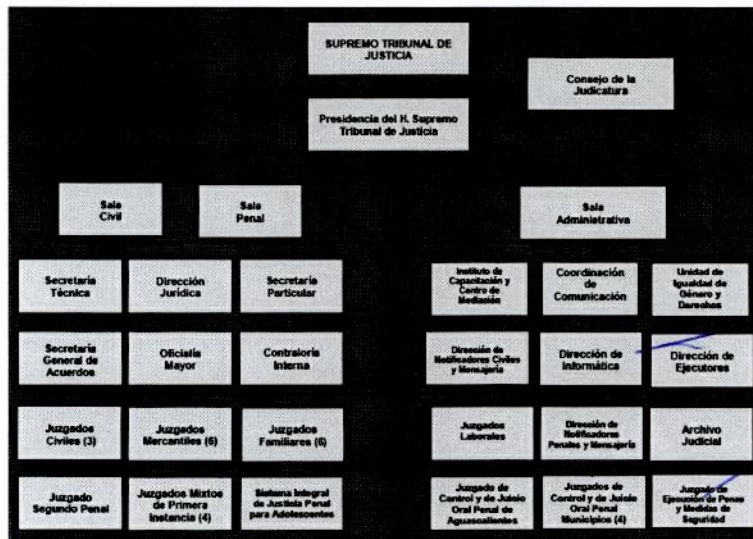 SUPREMO TRIBUNAL DE
JUSTICIA
Consejo de la
Judicatura
Presidencia del H. Supremo
Tribunal de Justicia
Sala
Civil
Sala
Penal
Sala
Administrativa
Secretaría
Técnica
Dirección
Jurídica
Secretaría
Particular
Instituto de
Capacitación y
Centro de
Mediación
Coordinación
de
Comunicación
Unidad de
Igualdad de
Género y
Derechos
Secretaría
General de
Acuerdos
Oficialía
Mayor
Contraloría
Interna
Dirección de
Notificadores Civiles
y Mensajería
Dirección de
Informática
Dirección de
Ejecutores
Juzgados
Civiles (3)
Juzgados
Mercantiles (6)
Juzgados
Familiares (6)
Juzgados
Laborales
Dirección de
Notificadores
Penales y Mensajería
Archivo
Judicial
Juzgado
Segundo Penal
Juzgados Mixtos
de Primera
Instancia (4)
Sistema Integral
de Justicia Penal
para Adolescentes
Juzgado de
Control y de Juicio
Oral Penal de
Aguascalientes
Juzgados de
Control y de Juicio
Oral Penal
Municipios (4)
Juzgado de
Ejecución de Penas
y Medidas de
Seguridad